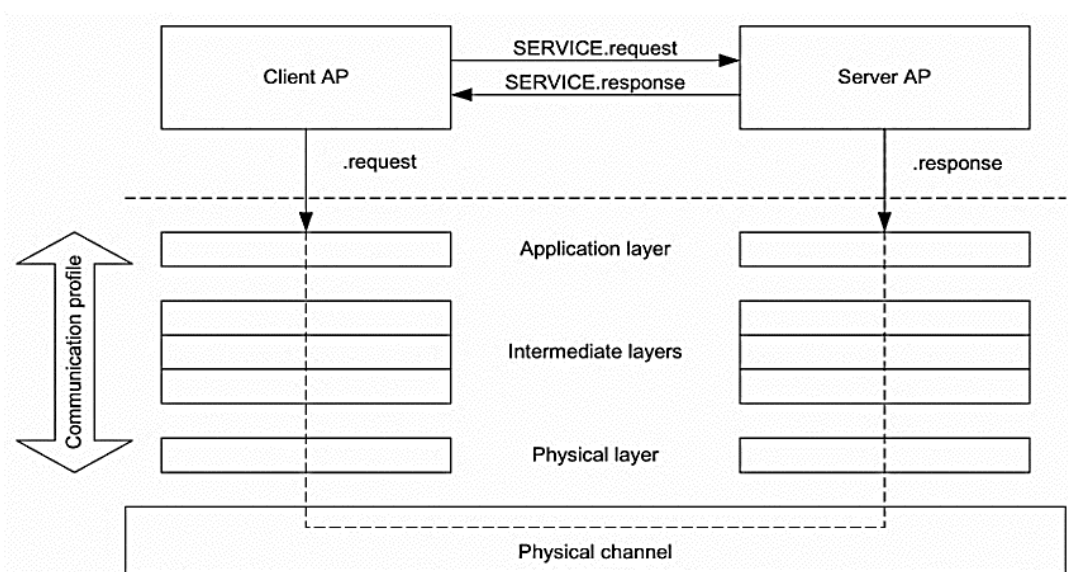 SERVICE.request
Client AP
Server AP
SERVICE.response
.request
.response
Application layer
Communication profile
Intermediate layers
Physical layer
Physical channel